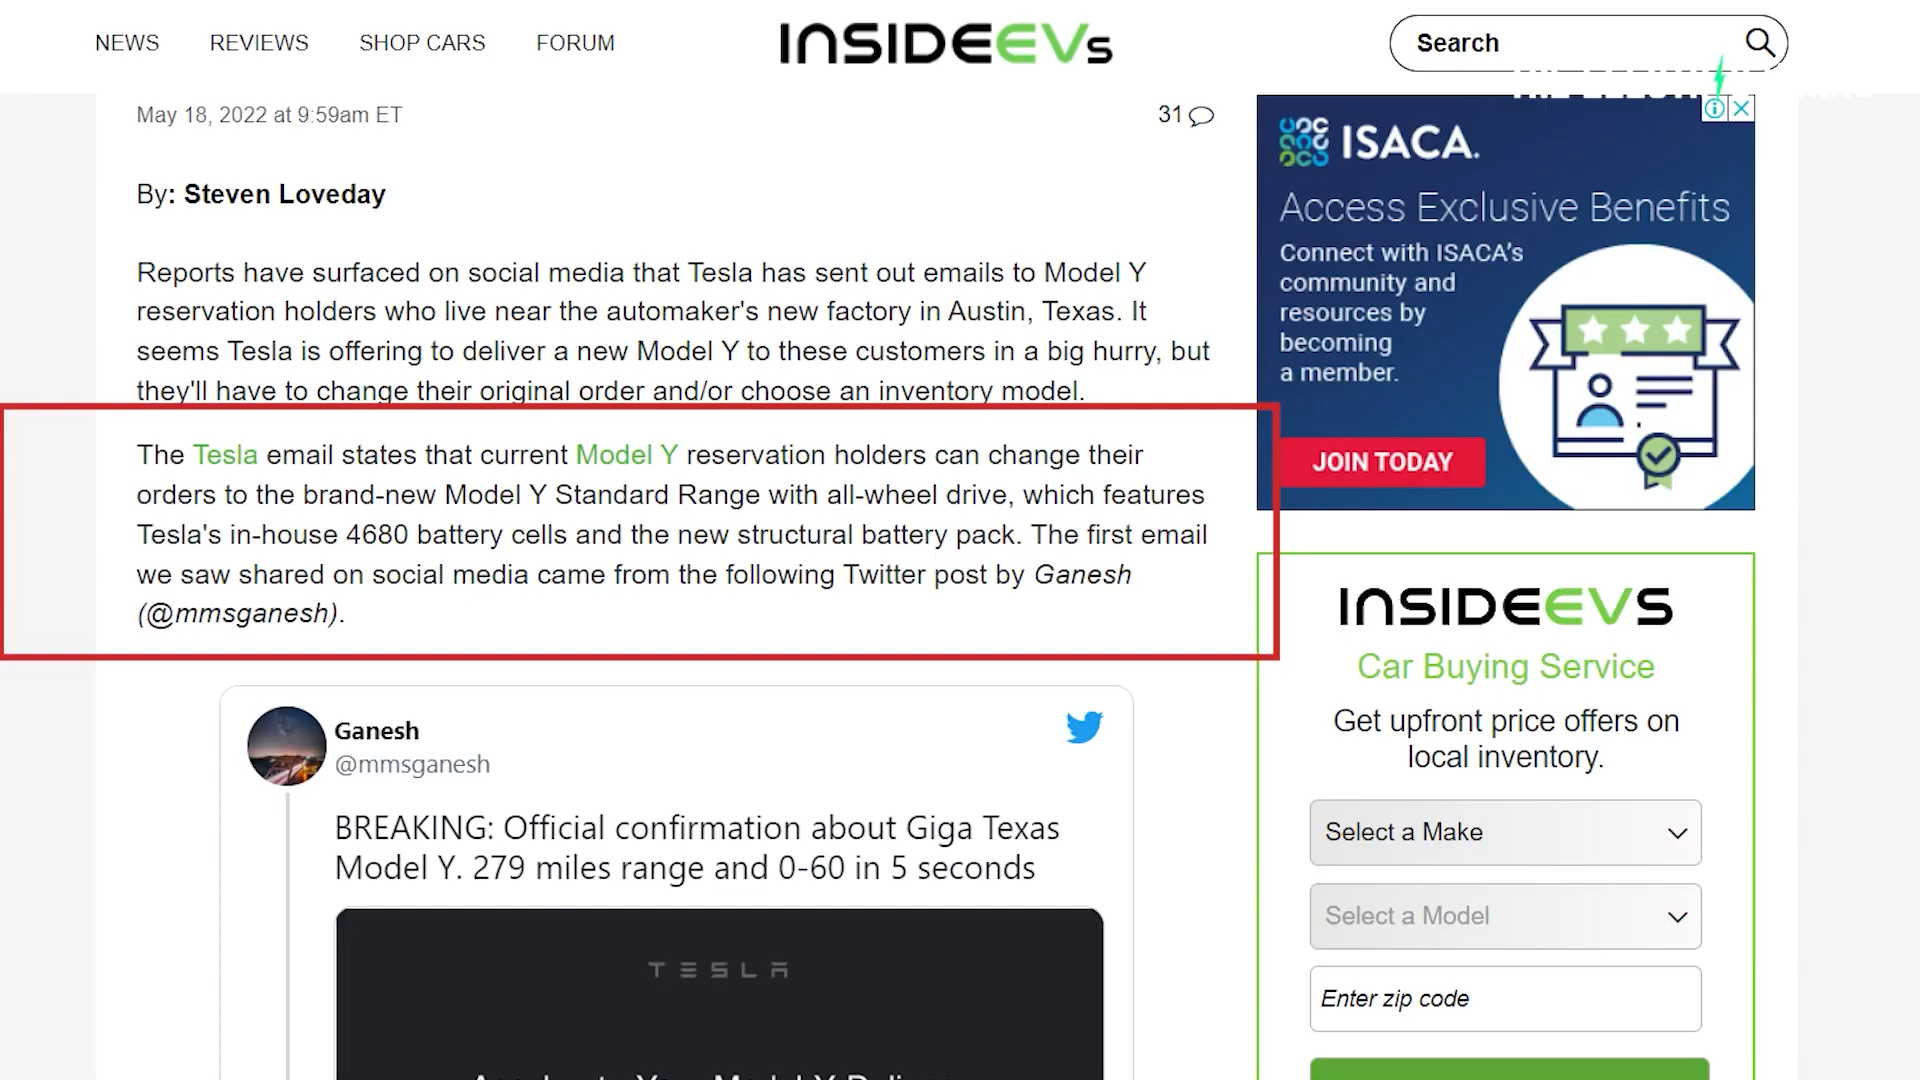 NEWS
REVIEWS
SHOP CARS
FORUM
INSIDEEVs
Search
May 18, 2022 at 9:59am ET
31
By: Steven Loveday
Reports have surfaced on social media that Tesla has sent out emails to Model Y
reservation holders who live near the automaker's new factory in Austin, Texas. It
seems Tesla is offering to deliver a new Model Y to these customers in a big hurry, but
they'll have to change their original order and/or choose an inventory model.
The Tesla email states that current Model Y reservation holders can change their
orders to the brand-new Model Y Standard Range with all-wheel drive, which features
Tesla's in-house 4680 battery cells and the new structural battery pack. The first email
we saw shared on social media came from the following Twitter post by Ganesh
(@mmsganesh).
Ganesh
@mmsganesh
BREAKING: Official confirmation about Giga Texas
Model Y. 279 miles range and 0-60 in 5 seconds
TESLA
ISACA.
Access Exclusive Benefits
Connect with ISACA's
community and
resources by
becoming
a member.
JOIN TODAY
INSIDEEVS
Car Buying Service
Get upfront price offers on
local inventory.
Select a Make
Select a Model
Enter zip code